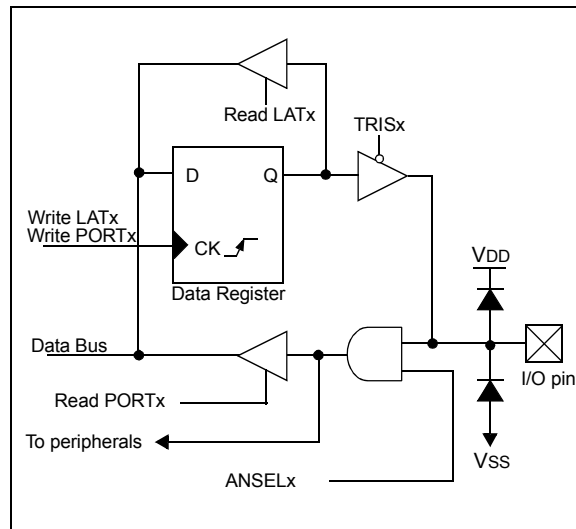 Read LATx
TRISx
D
Q
Write LATx
Write PORTx
CK
Data Register
VDD
Data Bus
I/O pin
Read PORTx
To peripherals
VSS
ANSELx